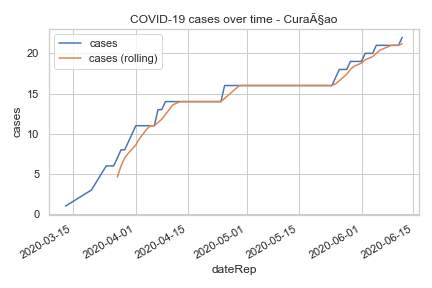 COVID-19 cases over time - CuraÃ§ao
cases
cases (rolling)
20
15
10
5
0
cases
2020-03-15
2020-04-01
2020-04-15
2020-05-01
2020-05-15
2020-06-01
2020-06-15
dateRep